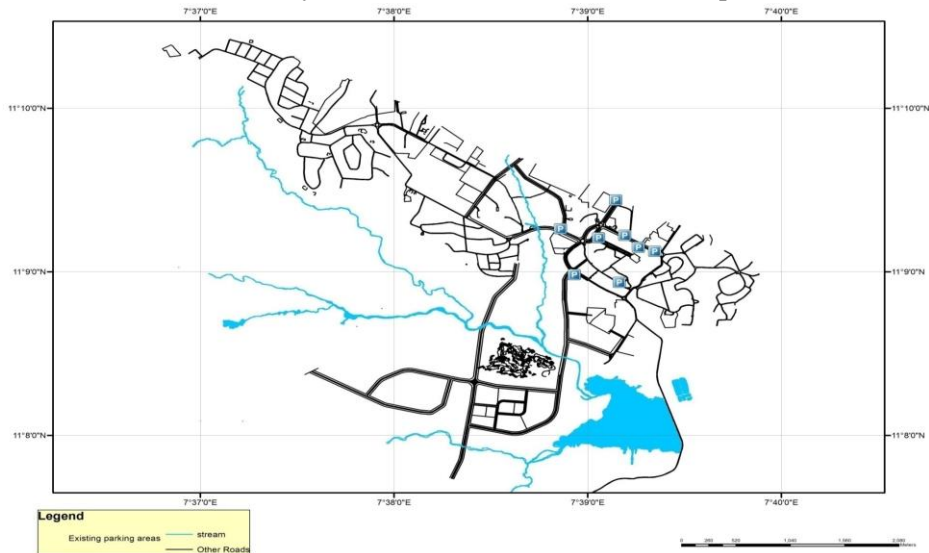 7°37'0"E 7°38'0"E 7°39'0"E 7°40'0"E
P
11°10'0"N 11°10'0"N
P
P
P
P
P
P
11°9'0"N 11°9'0"N
P
P
11°8'0"N 11°8'0"N
7°37'0"E 7°38'0"E 7°39'0"E 7°40'0"E
Legend
Existing parking areas
stream
Other Roads